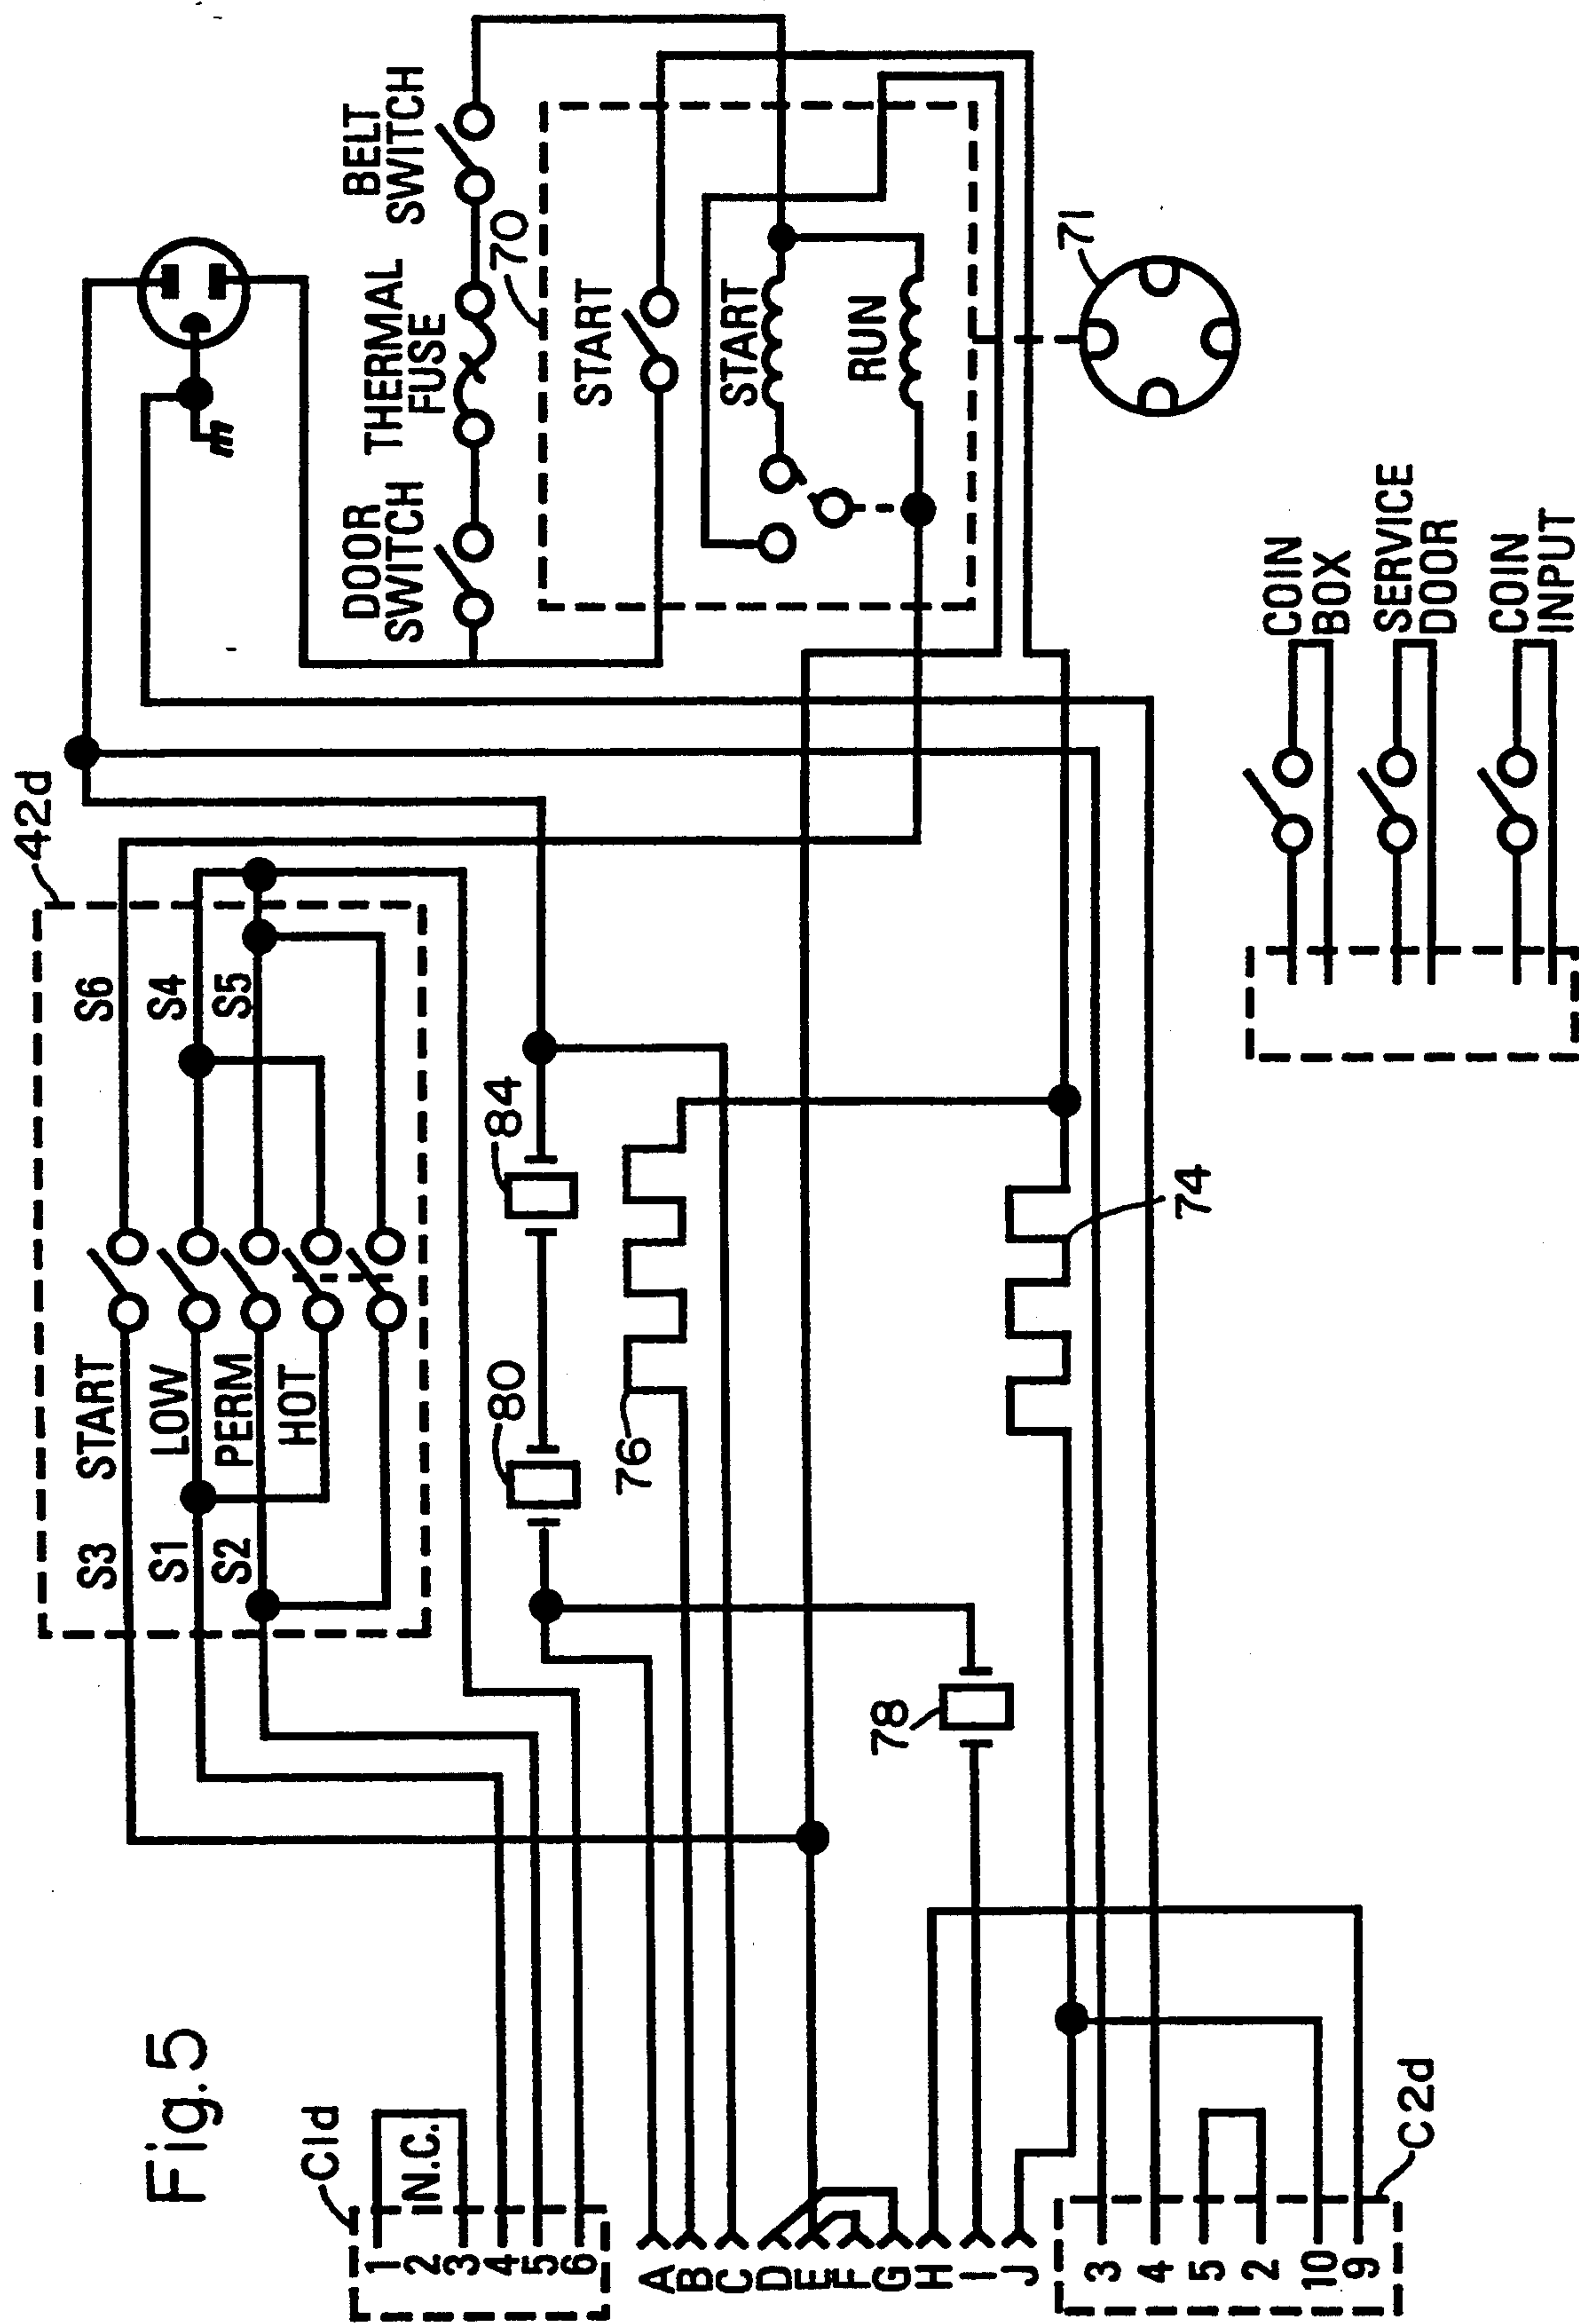 Fig.5
42d
S3
START
S6
S1
LOW
S4
S2
PERM
S5
HOT
C1d
1
2
N.C.
3
4
5
6
A
B
C
D
E
F
G
H
I
J
3
4
5
2
10
9
C2d
80
84
76
78
74
DOOR
SWITCH
THERMAL
FUSE
BELT
SWITCH
70
START
START
RUN
71
COIN
BOX
SERVICE
DOOR
COIN
INPUT